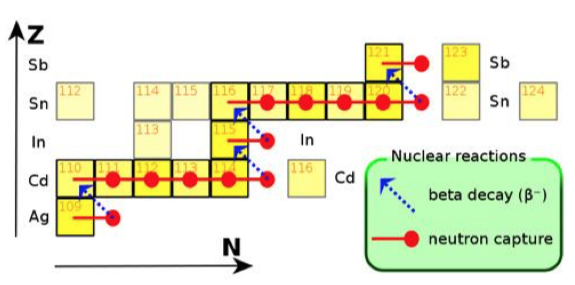 Z
Sb 121 123 Sb
Sn 112 114 115 116 117 118 119 120 122 Sn 124
In 113 115 In
Cd 110 111 112 113 114 116 Cd
Ag 109
N
Nuclear reactions
beta decay (β⁻)
neutron capture